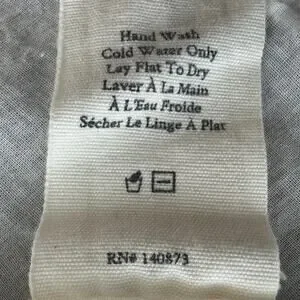 Hand Wash
Cold Water Only
Lay Flat To Dry
Laver À La Main
À L'Eau Froide
Sécher Le Linge À Plat
RN# 140873